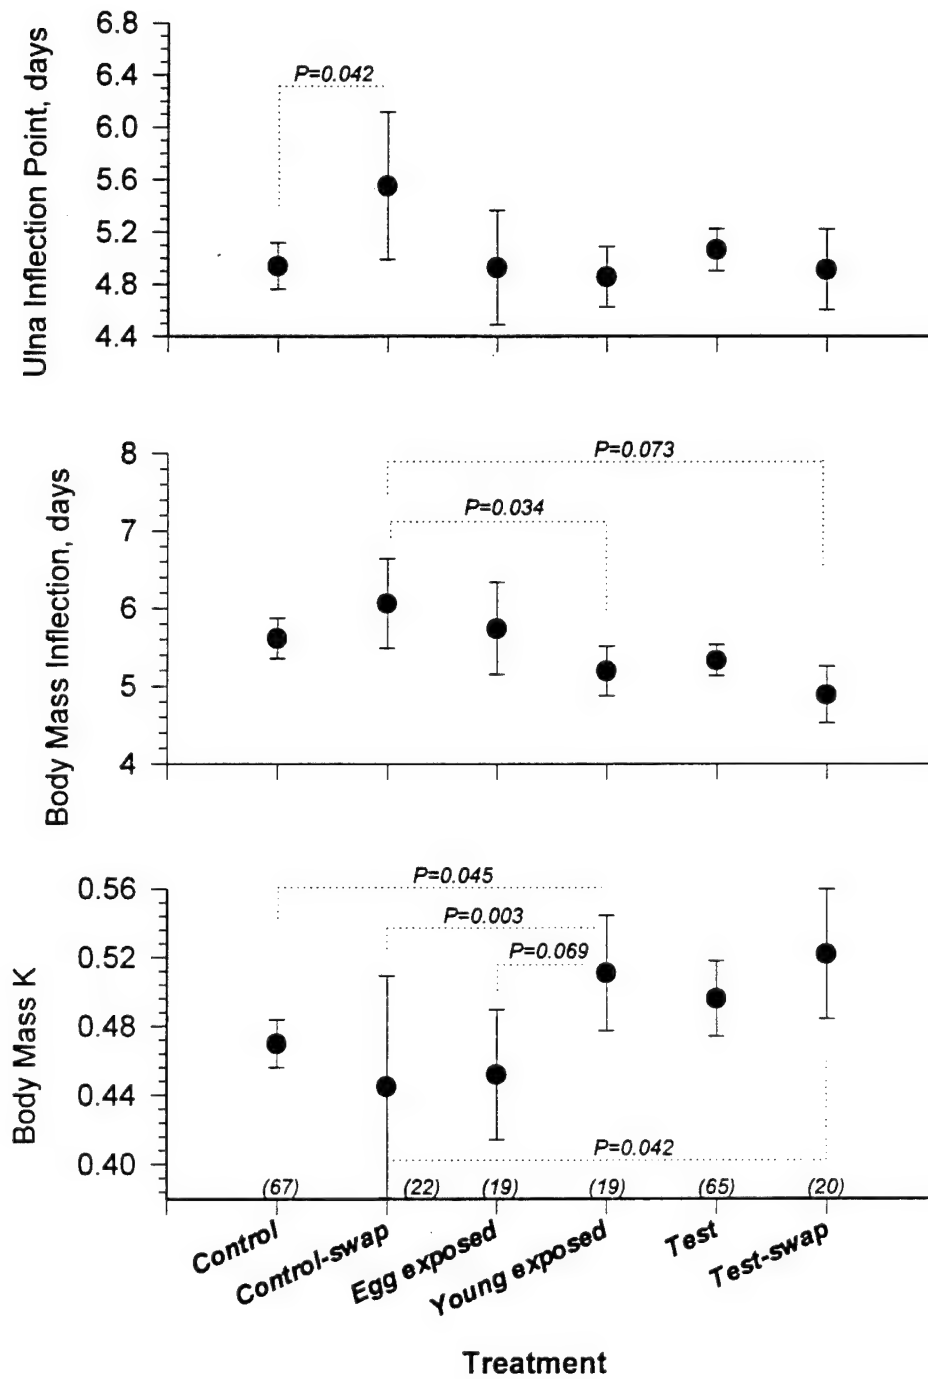 Ulna Inflection Point, days
6.8
6.4
6.0
5.6
5.2
4.8
4.4
P=0.042
Body Mass Inflection, days
8
7
6
5
4
P=0.073
P=0.034
Body Mass K
0.56
0.52
0.48
0.44
0.40
P=0.045
P=0.003
P=0.069
P=0.042
(67) (22) (19) (19) (65) (20)
Control
Control-swap
Egg exposed
Young exposed
Test
Test-swap
Treatment